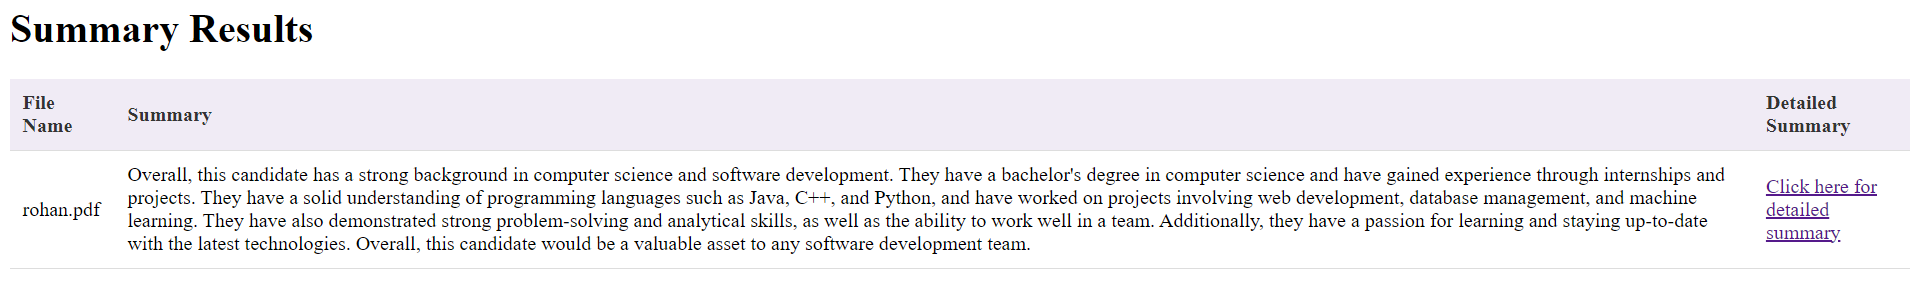 Summary Results
File
Name
Summary
Detailed
Summary
rohan.pdf
Overall, this candidate has a strong background in computer science and software development. They have a bachelor's degree in computer science and have gained experience through internships and
projects. They have a solid understanding of programming languages such as Java, C++, and Python, and have worked on projects involving web development, database management, and machine
learning. They have also demonstrated strong problem-solving and analytical skills, as well as the ability to work well in a team. Additionally, they have a passion for learning and staying up-to-date
with the latest technologies. Overall, this candidate would be a valuable asset to any software development team.
Click here for
detailed
summary